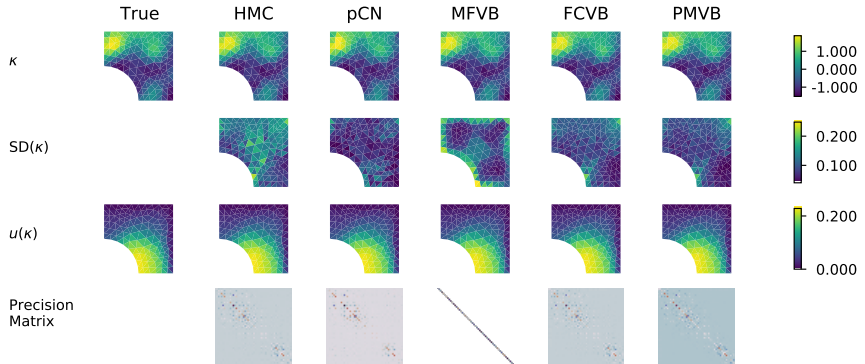 True HMC pCN MFVB FCVB PMVB
κ
1.000
0.000
-1.000
SD(κ)
0.200
0.100
u(κ)
0.200
0.000
Precision
Matrix